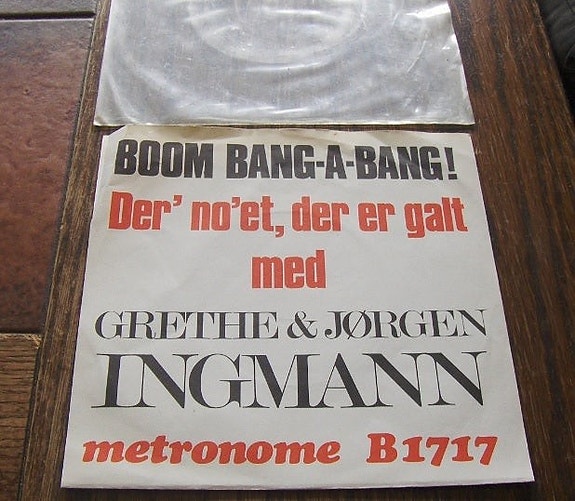 BOOM BANG-A-BANG!
Der' no'et, der er galt
med
GRETHE & JØRGEN
INGMANN
metronome B1717